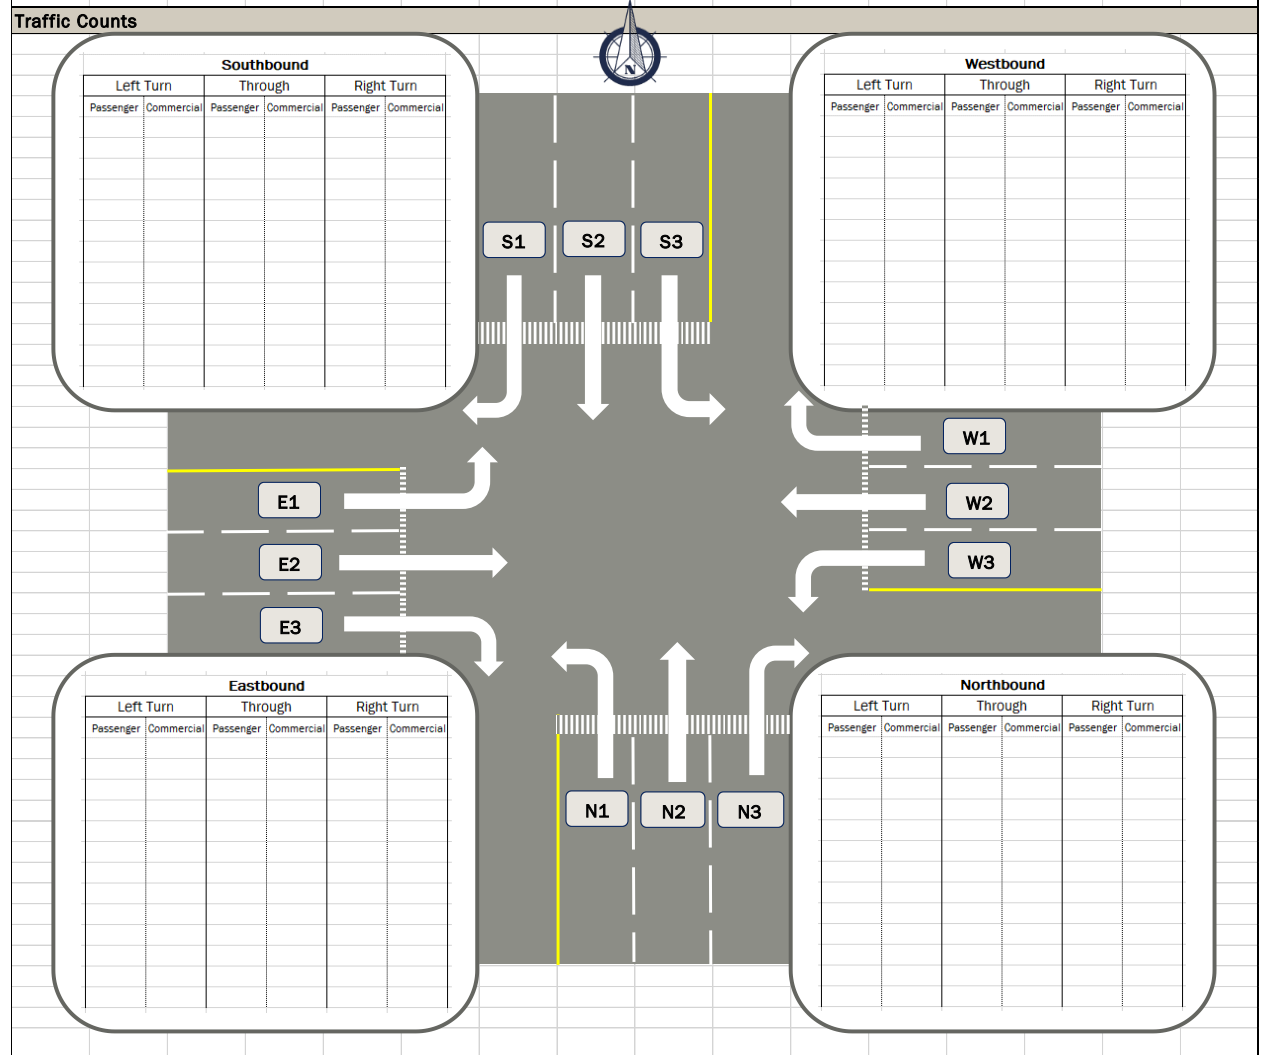 Traffic Counts
N
Southbound
Left Turn Through Right Turn
Passenger Commercial Passenger Commercial Passenger Commercial
Westbound
Left Turn Through Right Turn
Passenger Commercial Passenger Commercial Passenger Commercial
S1 S2 S3
W1
W2
W3
E1
E2
E3
Eastbound
Left Turn Through Right Turn
Passenger Commercial Passenger Commercial Passenger Commercial
Northbound
Left Turn Through Right Turn
Passenger Commercial Passenger Commercial Passenger Commercial
N1 N2 N3